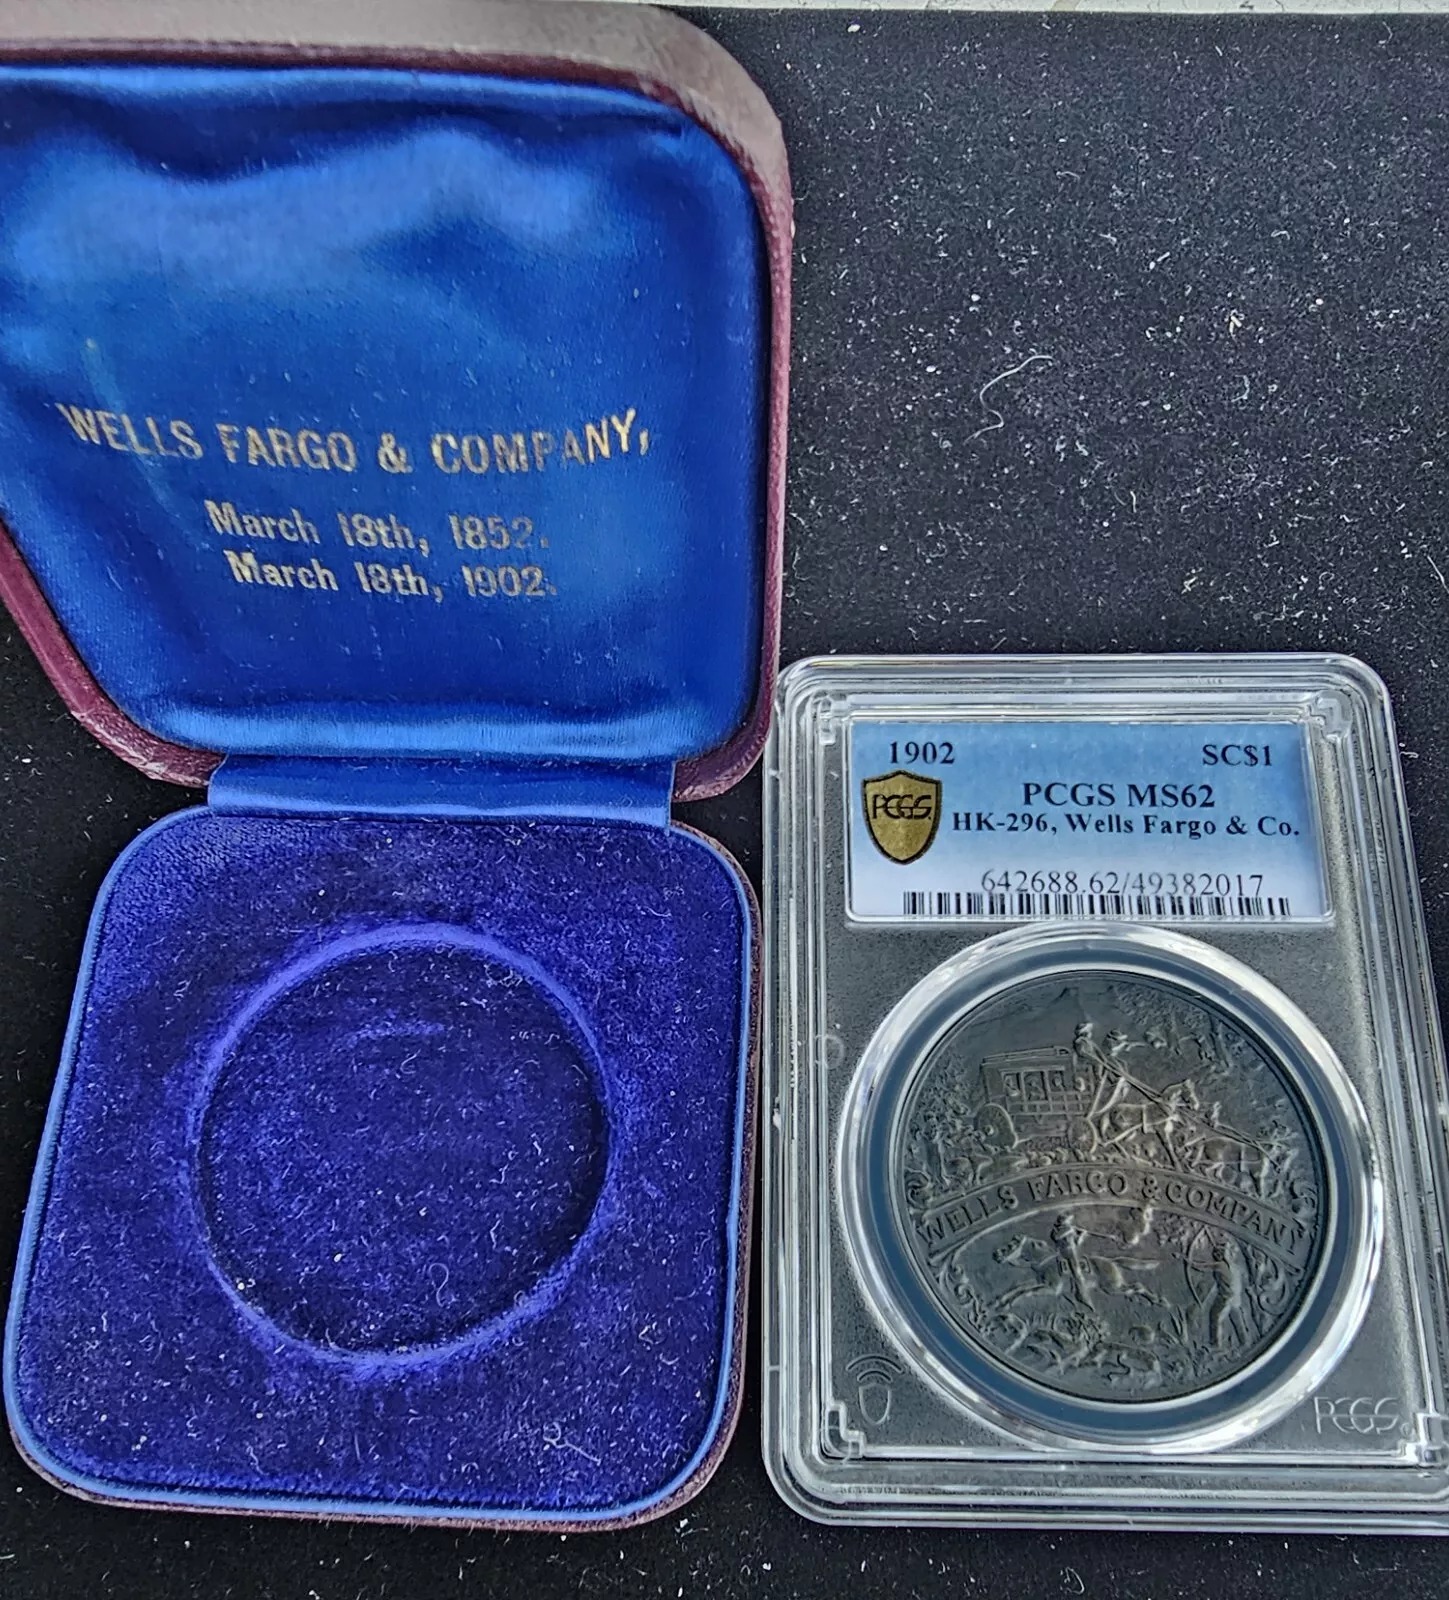 WELLS FARGO & COMPANY,
March 18th, 1852.
March 18th, 1902.
1902 SC$1
PCGS MS62
PCGS
HK-296, Wells Fargo & Co.
642688.62/49382017
WELLS FARGO & COMPANY
PCGS